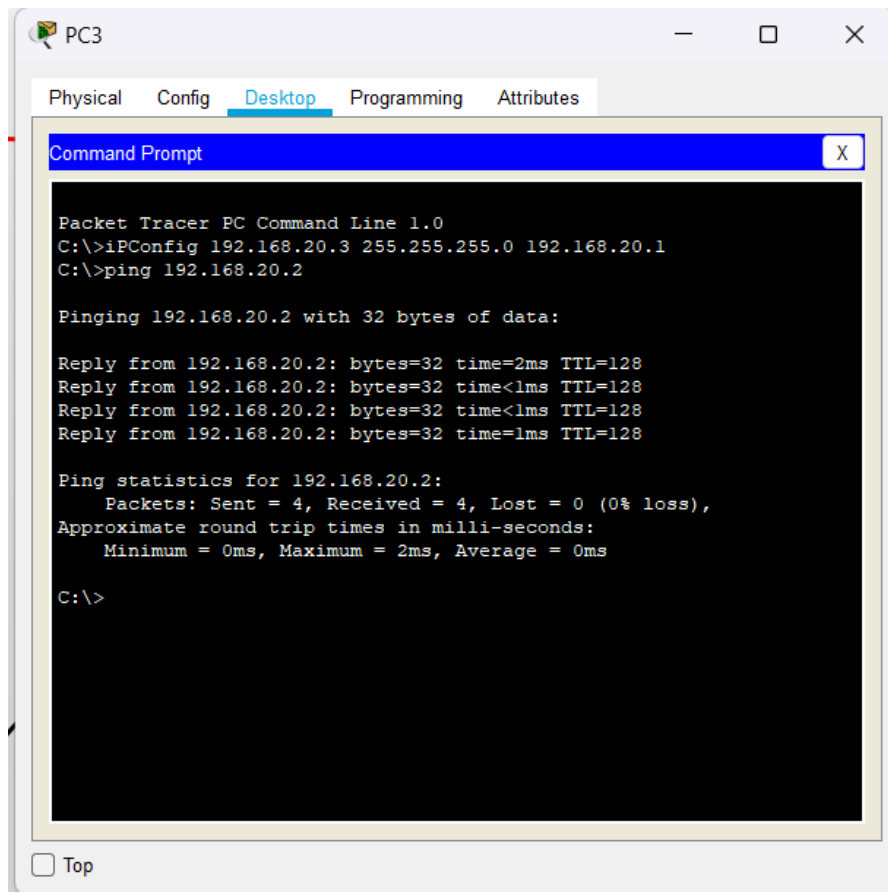 PC3
Physical Config Desktop Programming Attributes
Command Prompt X
Packet Tracer PC Command Line 1.0
C:\>iPConfig 192.168.20.3 255.255.255.0 192.168.20.1
C:\>ping 192.168.20.2
Pinging 192.168.20.2 with 32 bytes of data:
Reply from 192.168.20.2: bytes=32 time=2ms TTL=128
Reply from 192.168.20.2: bytes=32 time<1ms TTL=128
Reply from 192.168.20.2: bytes=32 time<1ms TTL=128
Reply from 192.168.20.2: bytes=32 time=1ms TTL=128
Ping statistics for 192.168.20.2:
Packets: Sent = 4, Received = 4, Lost = 0 (0% loss),
Approximate round trip times in milli-seconds:
Minimum = 0ms, Maximum = 2ms, Average = 0ms
C:\>
Top